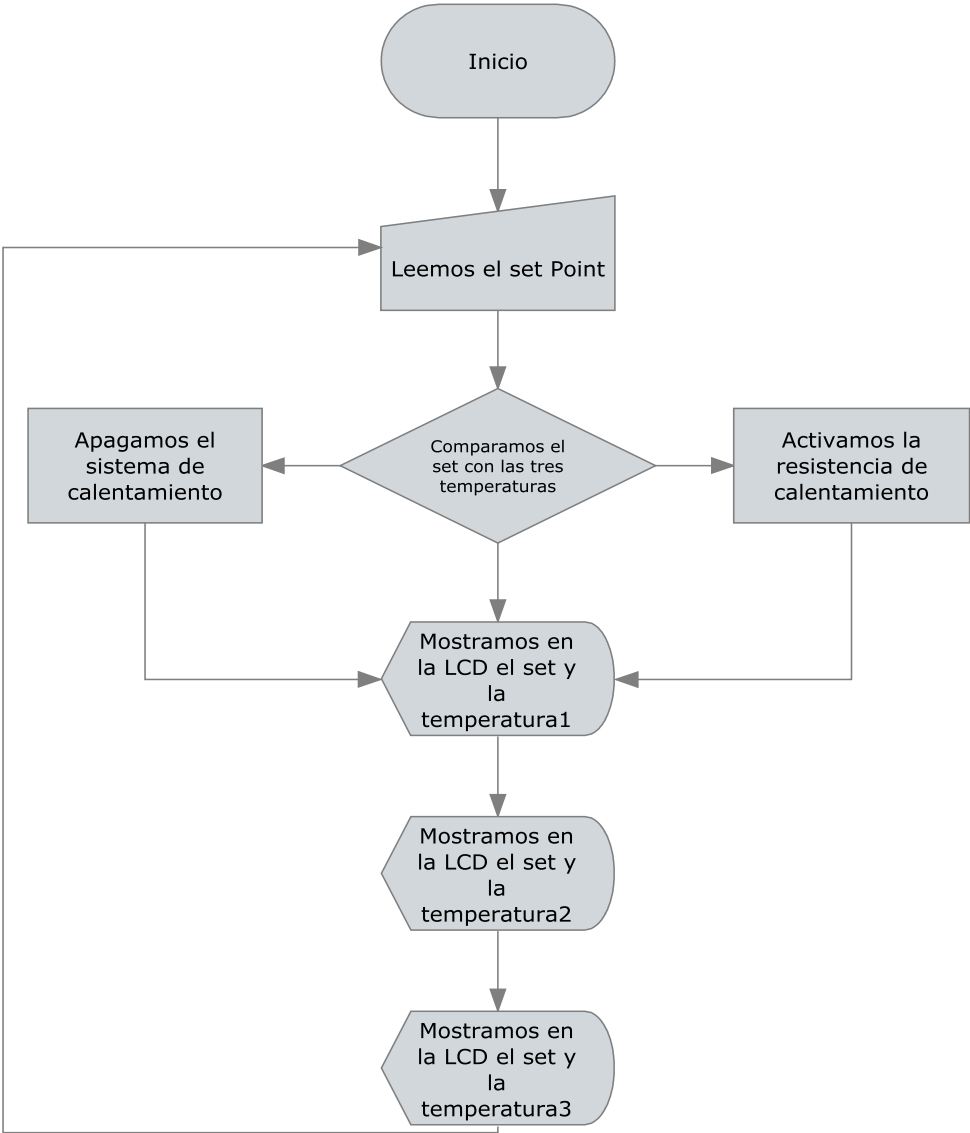 Inicio
Leemos el set Point
Comparamos el
set con las tres
temperaturas
Apagamos el
sistema de
calentamiento
Activamos la
resistencia de
calentamiento
Mostramos en
la LCD el set y
la
temperatura1
Mostramos en
la LCD el set y
la
temperatura2
Mostramos en
la LCD el set y
la
temperatura3